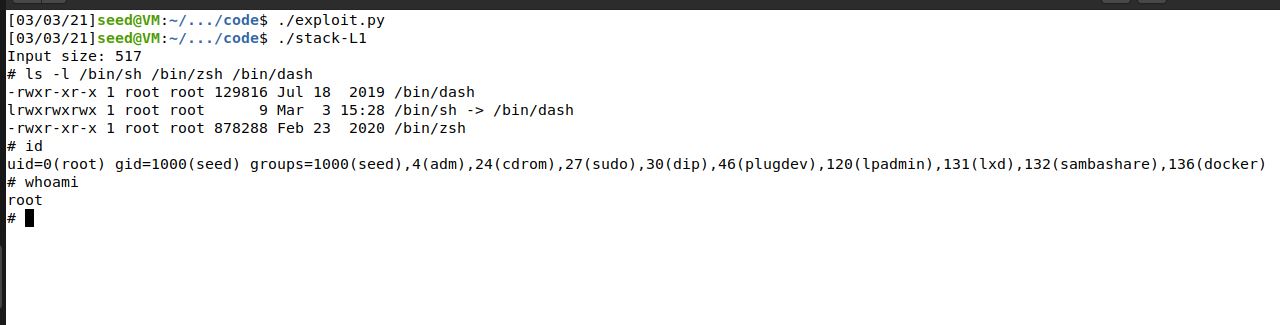 [03/03/21]seed@VM:~/.../code$ ./exploit.py
[03/03/21]seed@VM:~/.../code$ ./stack-L1
Input size: 517
# ls -l /bin/sh /bin/zsh /bin/dash
-rwxr-xr-x 1 root root 129816 Jul 18  2019 /bin/dash
lrwxrwxrwx 1 root root      9 Mar  3 15:28 /bin/sh -> /bin/dash
-rwxr-xr-x 1 root root 878288 Feb 23  2020 /bin/zsh
# id
uid=0(root) gid=1000(seed) groups=1000(seed),4(adm),24(cdrom),27(sudo),30(dip),46(plugdev),120(lpadmin),131(lxd),132(sambashare),136(docker)
# whoami
root
#